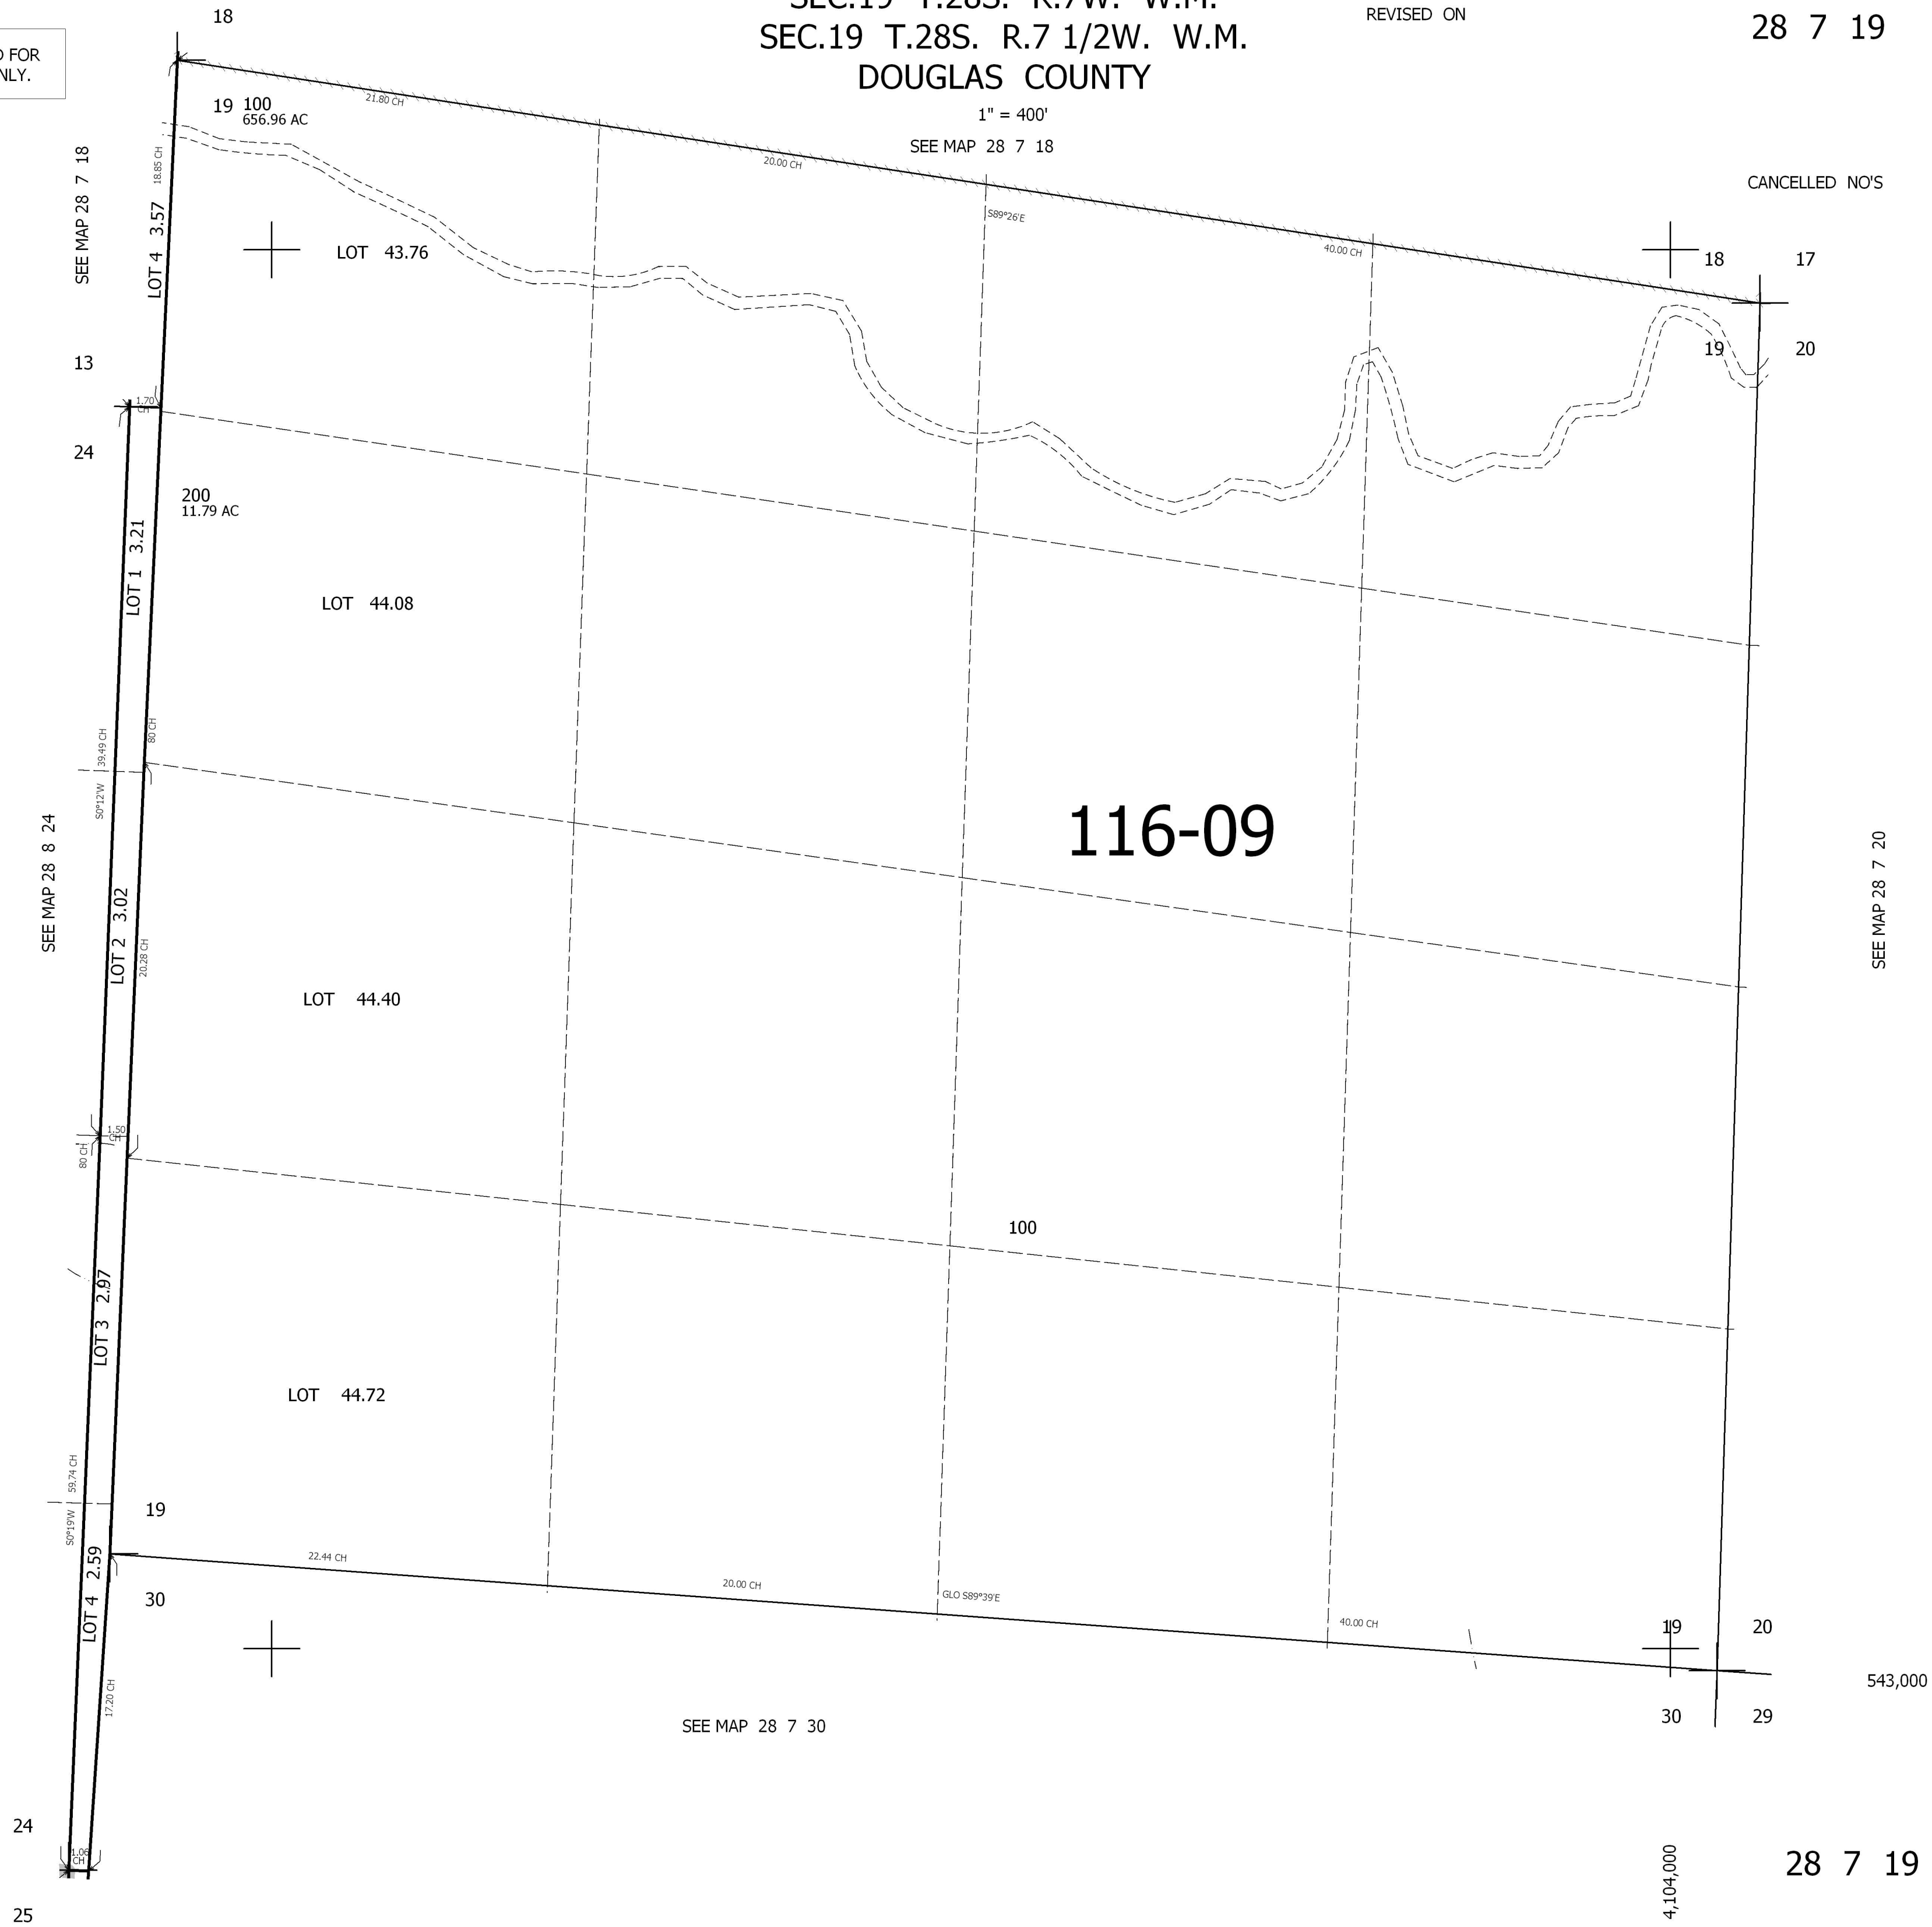 SEC.19 T.28S. R.7W. W.M.
SEC.19 T.28S. R.7 1/2W. W.M.
DOUGLAS COUNTY
1" = 400'
SEE MAP 28 7 18
REVISED ON
28 7 19
CANCELLED NO'S
FOR
NLY.
18
19 100
656.96 AC
21.80 CH
20.00 CH
S89°26'E
40.00 CH
18 17
19 20
SEE MAP 28 7 18
18.85 CH
LOT 4 3.57
LOT 43.76
13
1.70
CH
24
200
11.79 AC
LOT 1 3.21
LOT 44.08
80 CH
39.49 CH
S0°12'W
116-09
SEE MAP 28 8 24
SEE MAP 28 7 20
LOT 2 3.02
20.28 CH
LOT 44.40
1.50
CH
80 CH
100
LOT 3 2.97
LOT 44.72
59.74 CH
S0°19'W
19
30
LOT 4 2.59
22.44 CH
20.00 CH
GLO S89°39'E
40.00 CH
19 20
30 29
543,000
17.20 CH
SEE MAP 28 7 30
24
1.06
CH
25
4,104,000
28 7 19